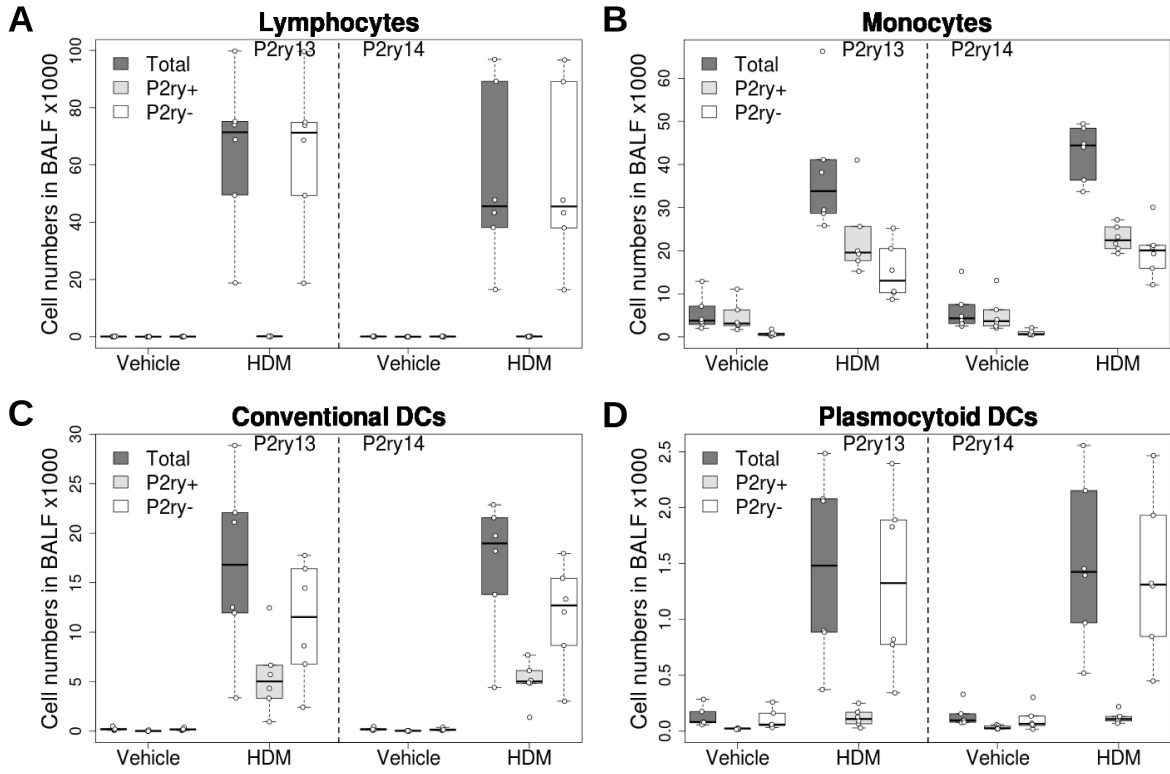 A
Lymphocytes
P2ry13 P2ry14
Total
P2ry+
P2ry-
Cell numbers in BALF x1000
0 20 40 60 80 100
Vehicle HDM Vehicle HDM
B
Monocytes
P2ry13 P2ry14
Total
P2ry+
P2ry-
Cell numbers in BALF x1000
0 10 20 30 40 50 60
Vehicle HDM Vehicle HDM
C
Conventional DCs
P2ry13 P2ry14
Total
P2ry+
P2ry-
Cell numbers in BALF x1000
0 5 10 15 20 25 30
Vehicle HDM Vehicle HDM
D
Plasmocytoid DCs
P2ry13 P2ry14
Total
P2ry+
P2ry-
Cell numbers in BALF x1000
0.0 0.5 1.0 1.5 2.0 2.5
Vehicle HDM Vehicle HDM